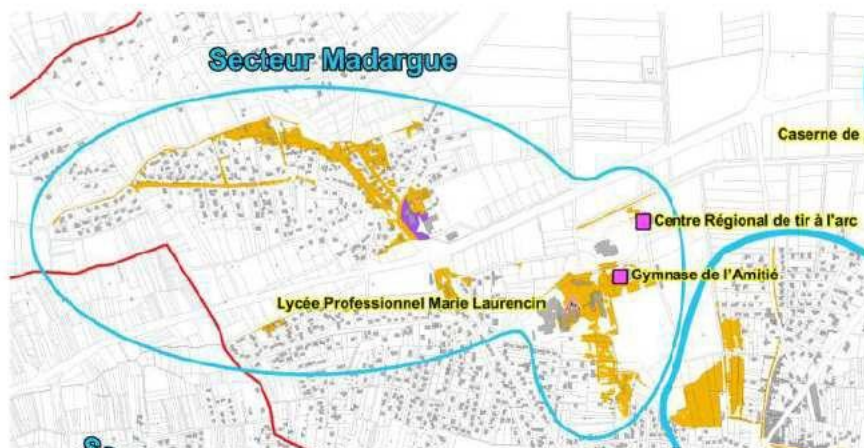 Secteur Madargue
Caserne de
Centre Régional de tir à l'arc
Gymnase de l'Amitié
Lycée Professionnel Marie Laurencin